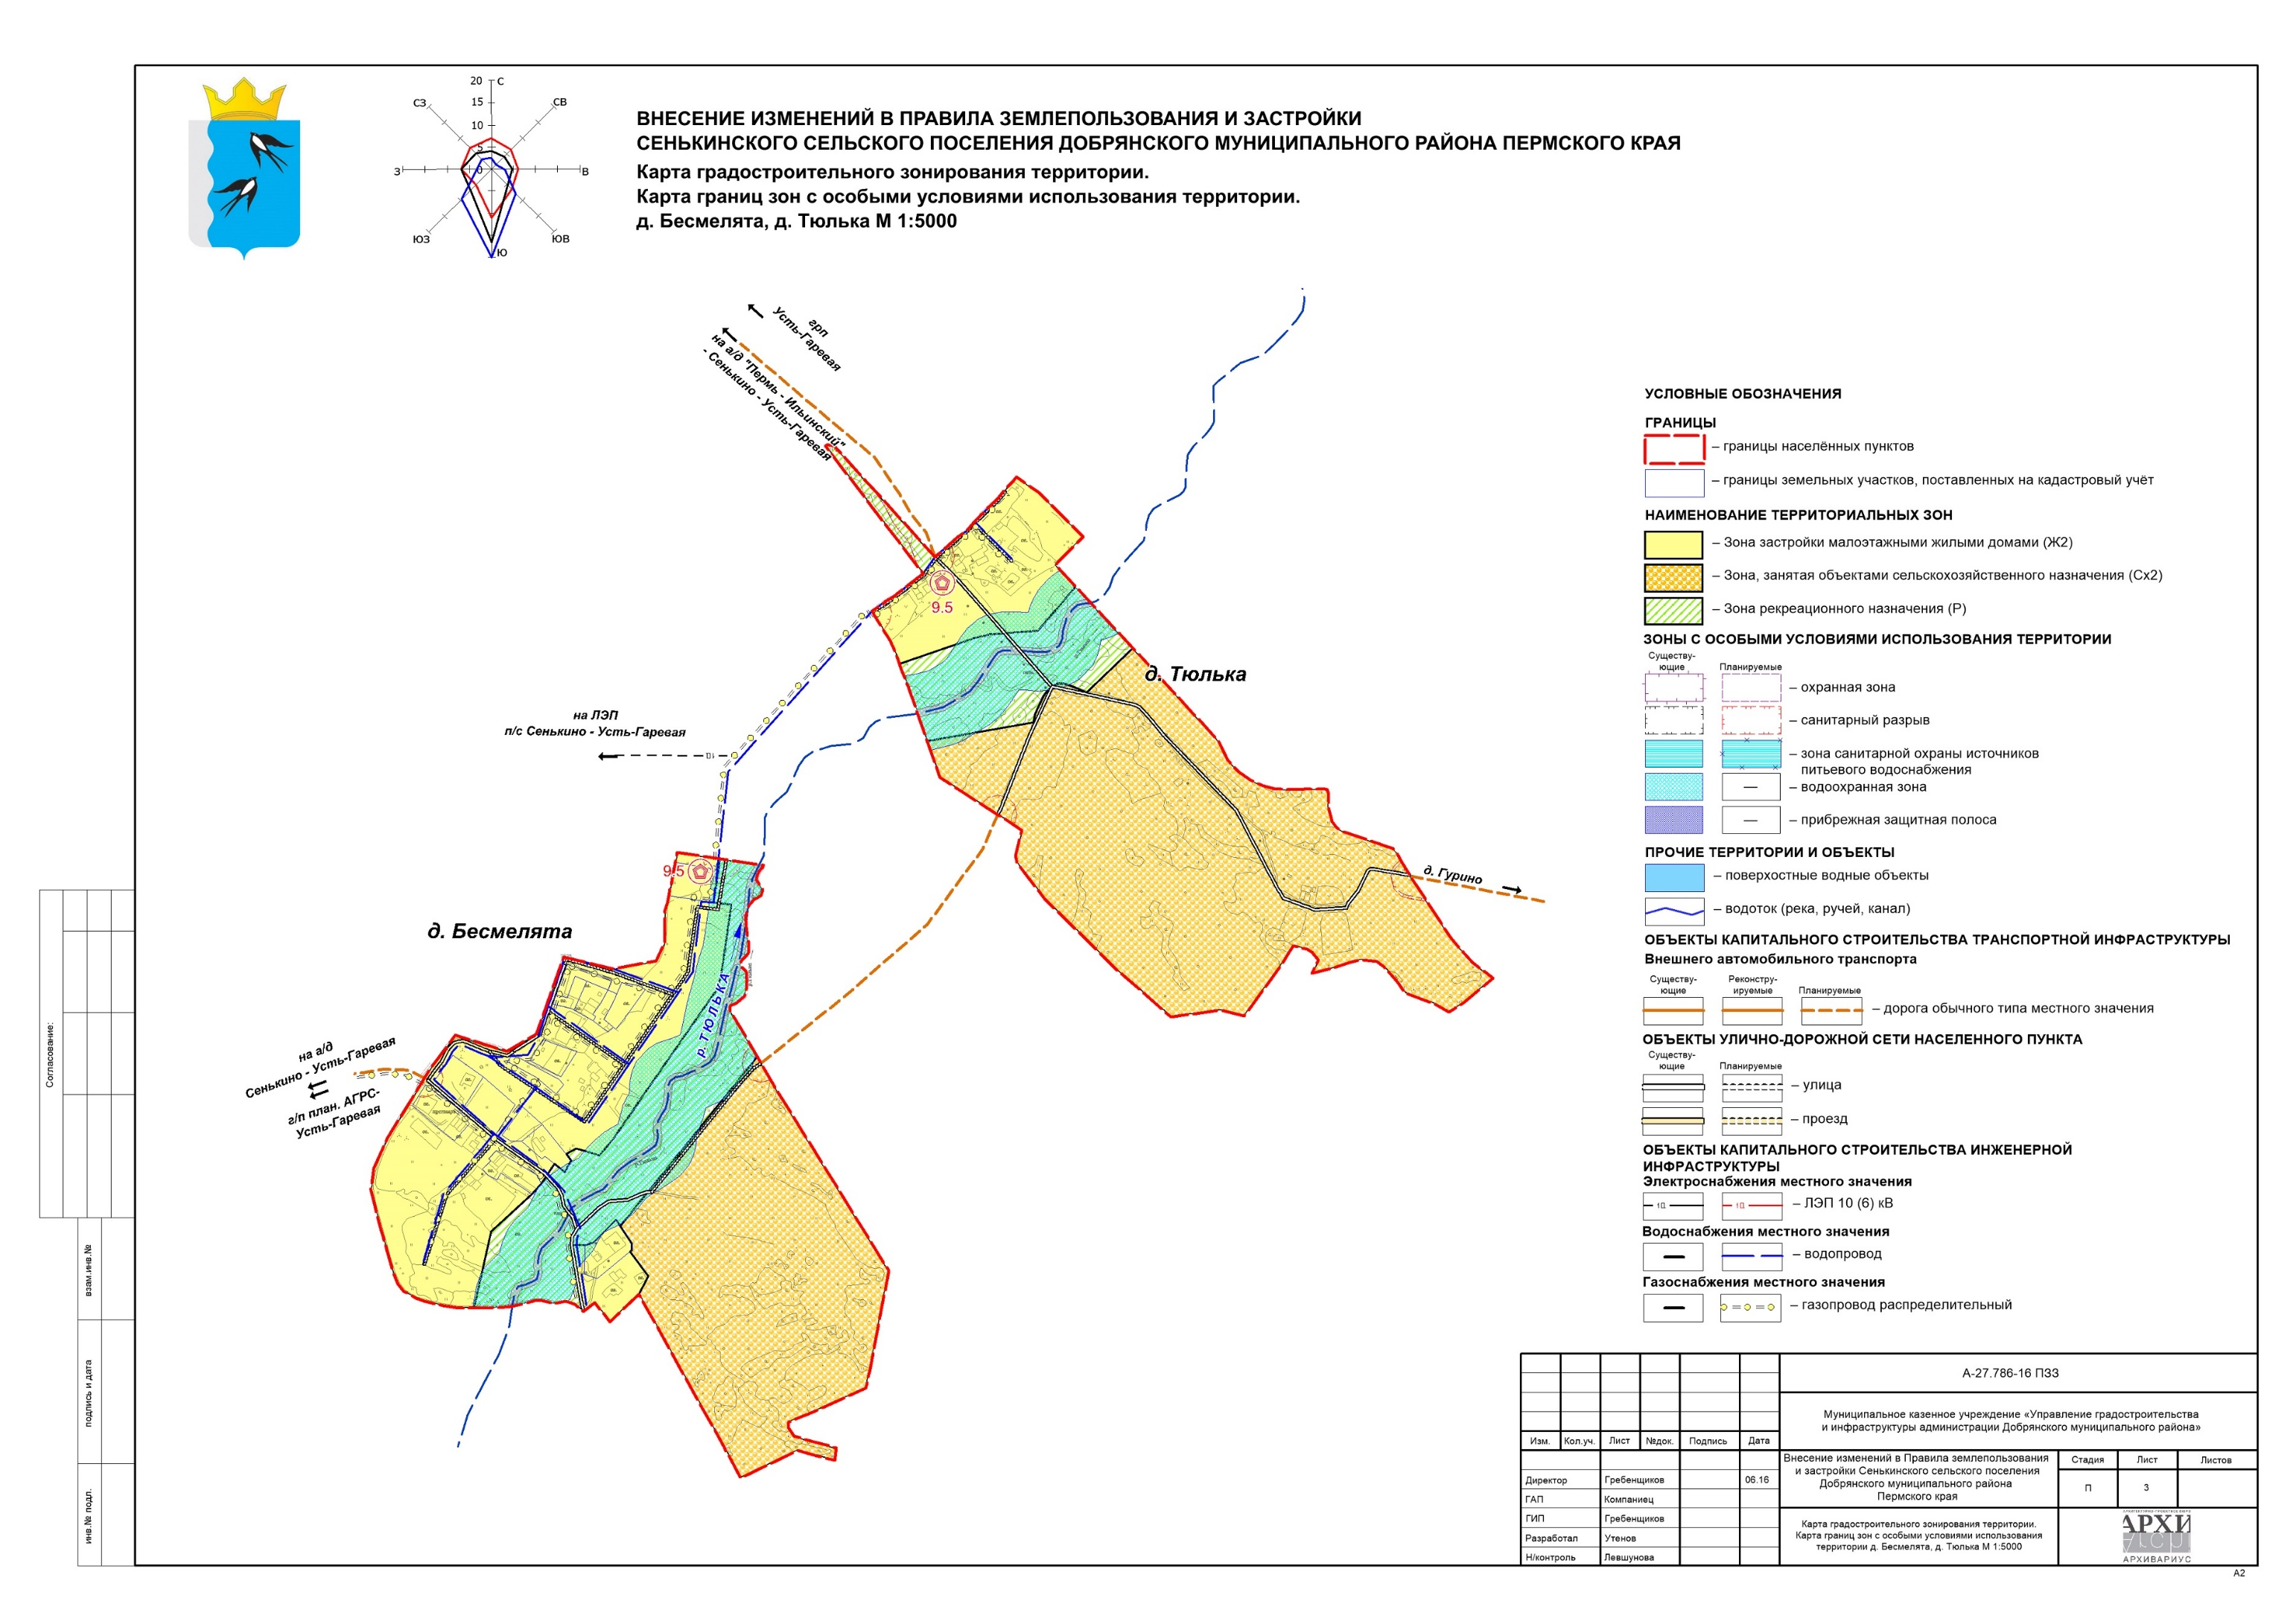 20 С
15
10
5
0
СЗ
СВ
З
В
ЮЗ
ЮВ
Ю
ВНЕСЕНИЕ ИЗМЕНЕНИЙ В ПРАВИЛА ЗЕМЛЕПОЛЬЗОВАНИЯ И ЗАСТРОЙКИ
СЕНЬКИНСКОГО СЕЛЬСКОГО ПОСЕЛЕНИЯ ДОБРЯНСКОГО МУНИЦИПАЛЬНОГО РАЙОНА ПЕРМСКОГО КРАЯ
Карта градостроительного зонирования территории.
Карта границ зон с особыми условиями использования территории.
д. Бесмелята, д. Тюлька М 1:5000
грп
Усть-Гаревая
на а/д "Пермь - Ильинский"
- Сенькино - Усть-Гаревая
9.5
д. Тюлька
на ЛЭП
п/с Сенькино - Усть-Гаревая
9.5
д. Гурино
д. Бесмелята
р. ТЮЛЬКА
на а/д
Сенькино - Усть-Гаревая
г/п план. АГРС-
Усть-Гаревая
УСЛОВНЫЕ ОБОЗНАЧЕНИЯ
ГРАНИЦЫ
– границы населённых пунктов
– границы земельных участков, поставленных на кадастровый учёт
НАИМЕНОВАНИЕ ТЕРРИТОРИАЛЬНЫХ ЗОН
– Зона застройки малоэтажными жилыми домами (Ж2)
– Зона, занятая объектами сельскохозяйственного назначения (Сх2)
– Зона рекреационного назначения (Р)
ЗОНЫ С ОСОБЫМИ УСЛОВИЯМИ ИСПОЛЬЗОВАНИЯ ТЕРРИТОРИИ
Существу-
ющие
Планируемые
– охранная зона
– санитарный разрыв
– зона санитарной охраны источников
питьевого водоснабжения
– водоохранная зона
– прибрежная защитная полоса
ПРОЧИЕ ТЕРРИТОРИИ И ОБЪЕКТЫ
– поверхостные водные объекты
– водоток (река, ручей, канал)
ОБЪЕКТЫ КАПИТАЛЬНОГО СТРОИТЕЛЬСТВА ТРАНСПОРТНОЙ ИНФРАСТРУКТУРЫ
Внешнего автомобильного транспорта
Существу-
ющие
Реконстру-
ируемые
Планируемые
– дорога обычного типа местного значения
ОБЪЕКТЫ УЛИЧНО-ДОРОЖНОЙ СЕТИ НАСЕЛЕННОГО ПУНКТА
Существу-
ющие
Планируемые
– улица
– проезд
ОБЪЕКТЫ КАПИТАЛЬНОГО СТРОИТЕЛЬСТВА ИНЖЕНЕРНОЙ
ИНФРАСТРУКТУРЫ
Электроснабжения местного значения
– ЛЭП 10 (6) кВ
Водоснабжения местного значения
– водопровод
Газоснабжения местного значения
– газопровод распределительный
Согласование:
взам.инв.№
подпись и дата
инв.№ подл.
А-27.786-16 ПЗЗ
Муниципальное казенное учреждение «Управление градостроительства
и инфраструктуры администрации Добрянского муниципального района»
Изм. Кол.уч. Лист №док. Подпись Дата
Внесение изменений в Правила землепользования
и застройки Сенькинского сельского поселения
Добрянского муниципального района
Пермского края
Стадия Лист Листов
П 3
Директор Гребенщиков 06.16
ГАП Компаниец
ГИП Гребенщиков
Разработал Утенов
Н/контроль Левшунова
Карта градостроительного зонирования территории.
Карта границ зон с особыми условиями использования
территории д. Бесмелята, д. Тюлька М 1:5000
АРХИ
АРХИВАРИУС
А2